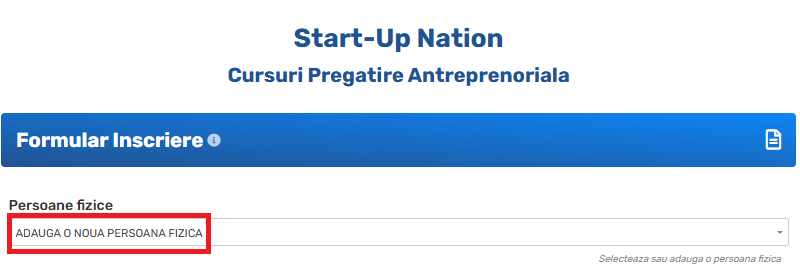 Start-Up Nation
Cursuri Pregatire Antreprenoriala
Formular Inscriere
Persoane fizice
ADAUGA O NOUA PERSOANA FIZICA
Selecteaza sau adauga o persoana fizica